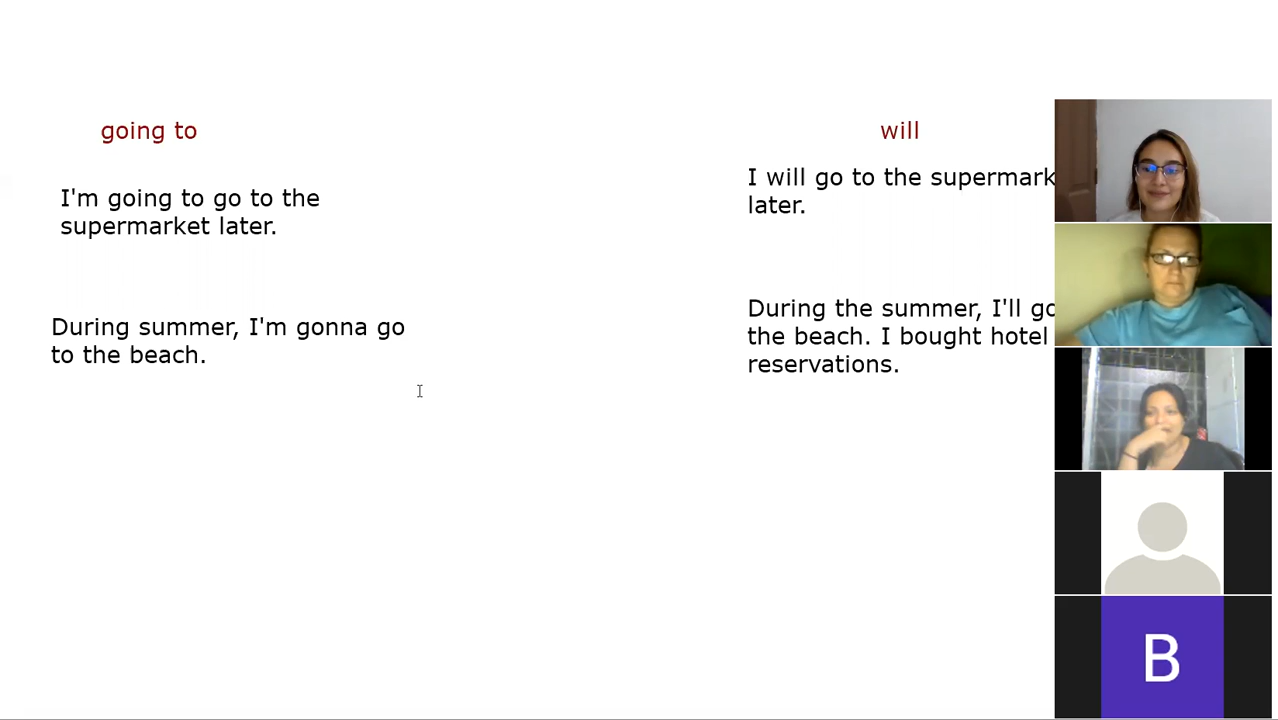 going to
I'm going to go to the
supermarket later.
During summer, I'm gonna go
to the beach.
will
I will go to the supermark
later.
During the summer, I'll go
the beach. I bought hotel
reservations.
B